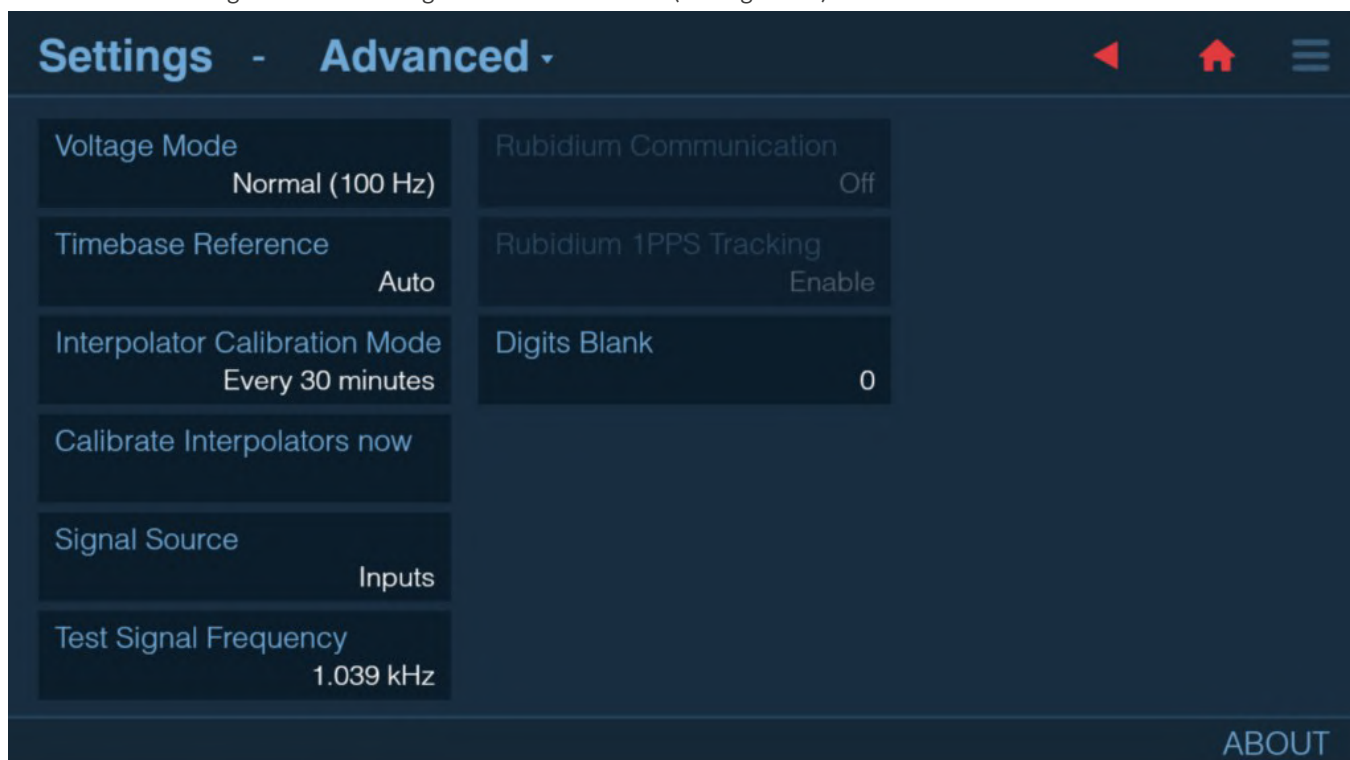 Settings - Advanced
Voltage Mode
Normal (100 Hz)
Timebase Reference
Auto
Interpolator Calibration Mode
Every 30 minutes
Calibrate Interpolators now
Signal Source
Inputs
Test Signal Frequency
1.039 kHz
Rubidium Communication
Off
Rubidium 1PPS Tracking
Enable
Digits Blank
0
ABOUT